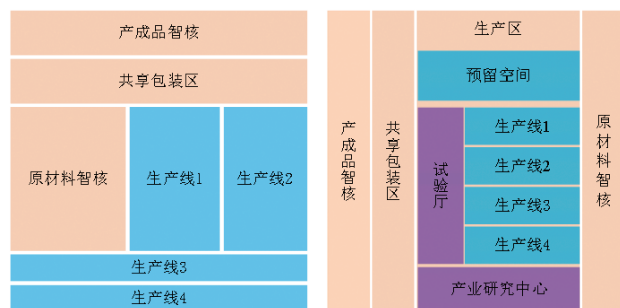 产成品智核
共享包装区
原材料智核
生产线1
生产线2
生产线3
生产线4
产成品智核
共享包装区
生产区
预留空间
试验厅
生产线1
生产线2
生产线3
生产线4
产业研究中心
原材料智核